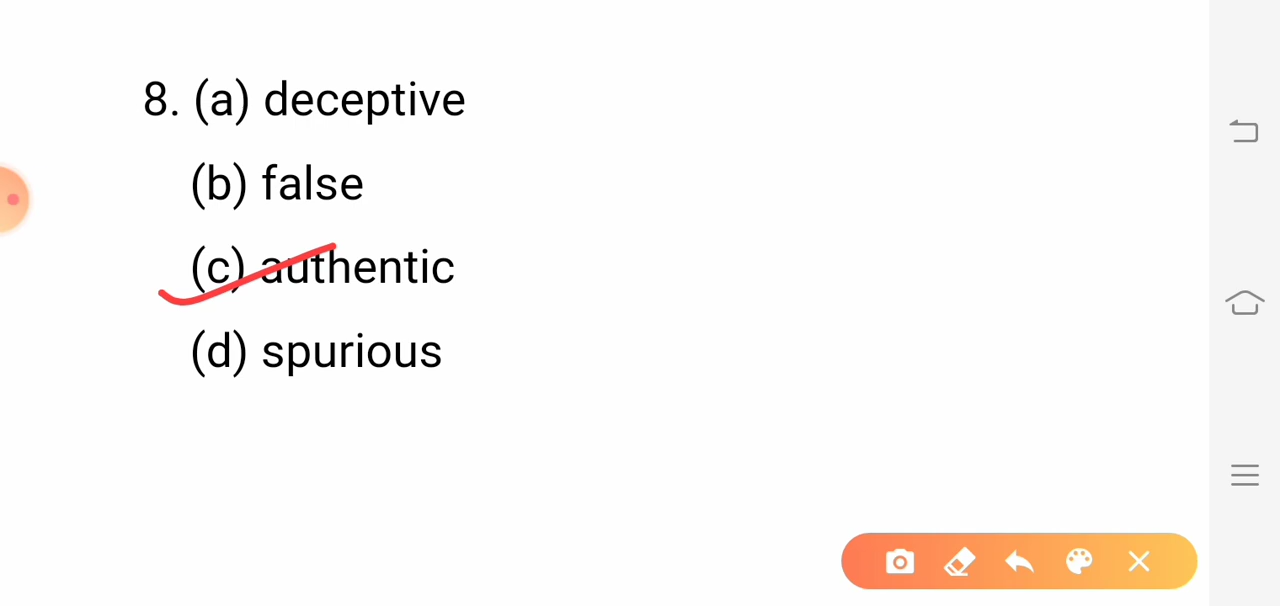 8. (a) deceptive
(b) false
(c) authentic
(d) spurious